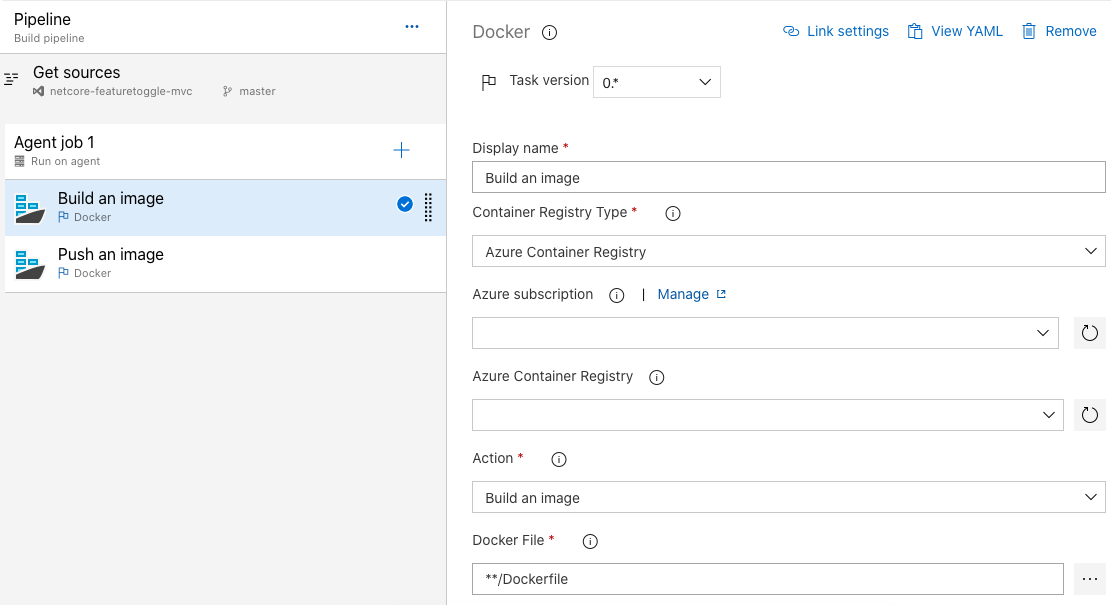 Pipeline
Build pipeline
Get sources
netcore-featuretoggle-mvc master
Agent job 1
Run on agent
Build an image
Docker
Push an image
Docker
Docker
Link settings View YAML Remove
Task version 0.*
Display name *
Build an image
Container Registry Type *
Azure Container Registry
Azure subscription | Manage
Azure Container Registry
Action *
Build an image
Docker File *
**/Dockerfile